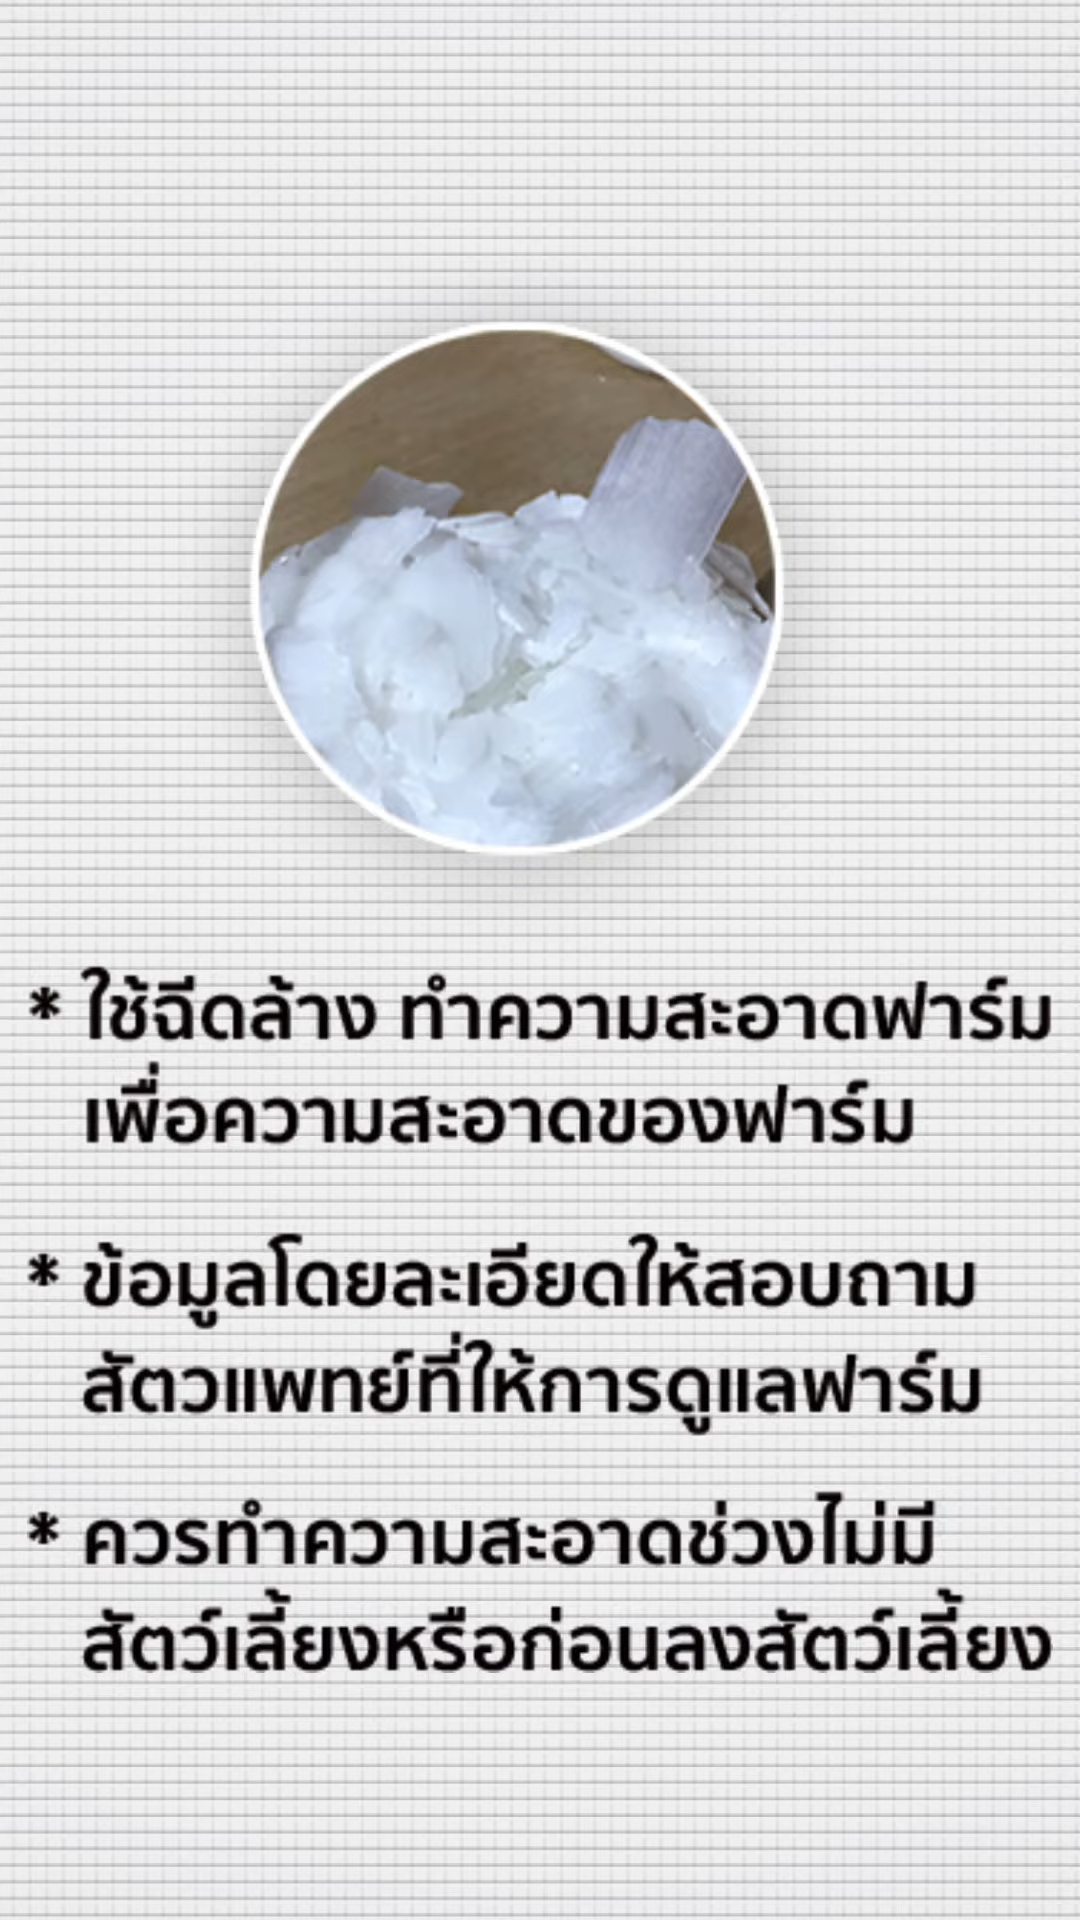 * ใช้ฉีดล้าง ทำความสะอาดฟาร์ม
เพื่อความสะอาดของฟาร์ม
* ข้อมูลโดยละเอียดให้สอบถาม
สัตวแพทย์ที่ให้การดูแลฟาร์ม
* ควรทำความสะอาดช่วงไม่มี
สัตว์เลี้ยงหรือก่อนลงสัตว์เลี้ยง